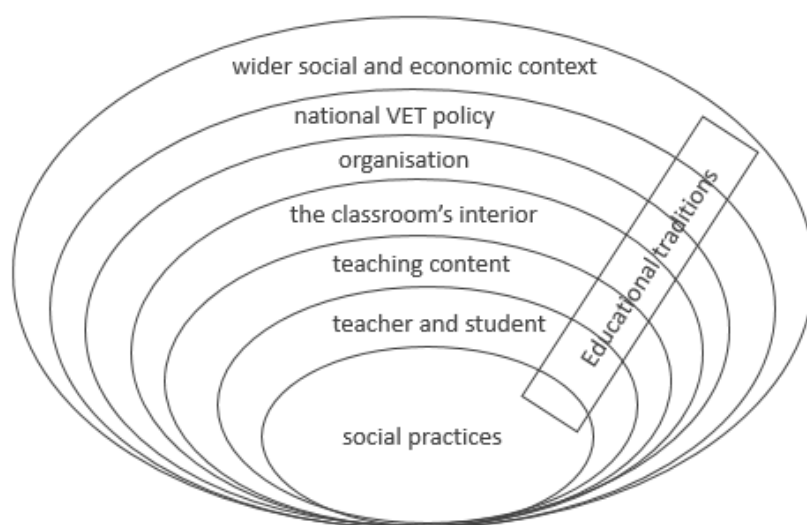 wider social and economic context
national VET policy
organisation
the classroom's interior
teaching content
teacher and student
social practices
Educational traditions